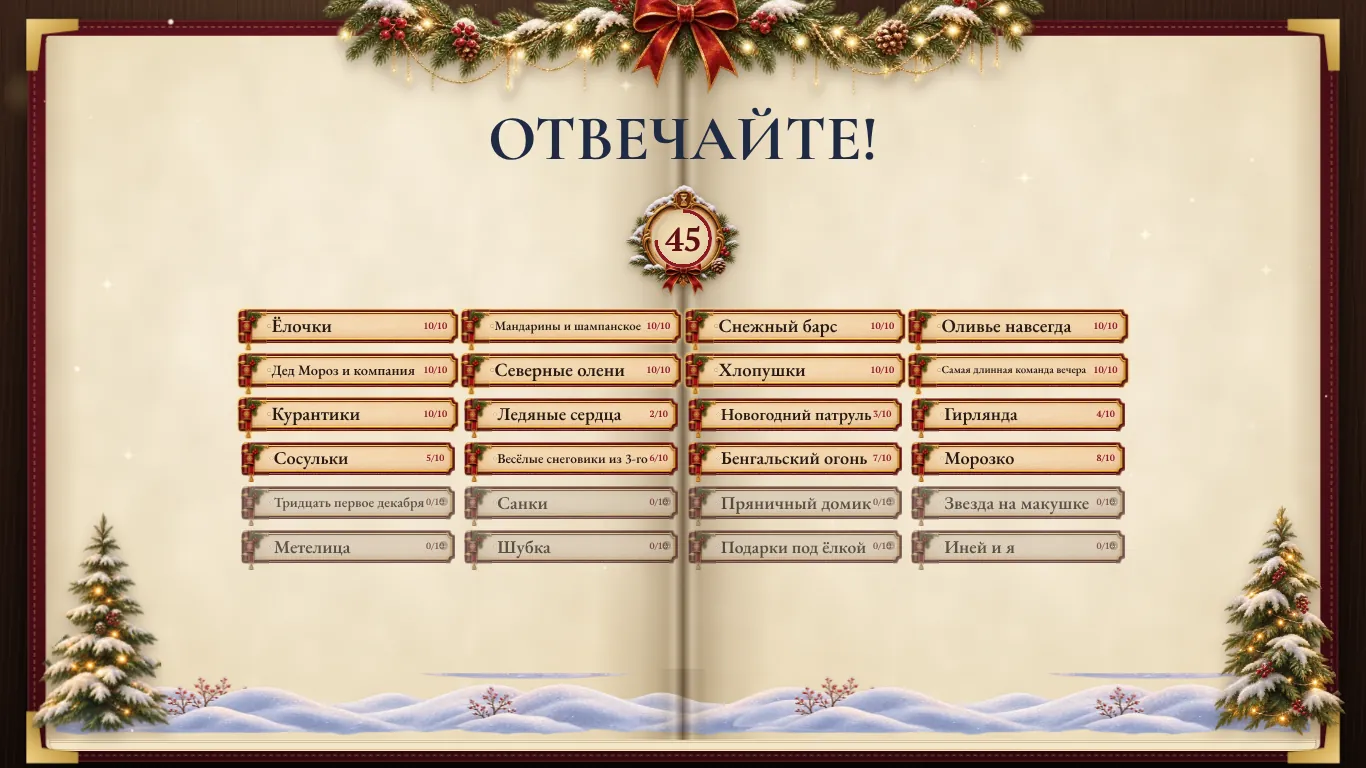 ОТВЕЧАЙТЕ!
45
Ёлочки 10/10
Мандарины и шампанское 10/10
Снежный барс 10/10
Оливье навсегда 10/10
Дед Мороз и компания 10/10
Северные олени 10/10
Хлопушки 10/10
Самая длинная команда вечера 10/10
Курантики 10/10
Ледяные сердца 2/10
Новогодний патруль 3/10
Гирлянда 4/10
Сосульки 5/10
Весёлые снеговики из 3-го 6/10
Бенгальский огонь 7/10
Морозко 8/10
Тридцать первое декабря 0/10
Санки 0/10
Пряничный домик 0/10
Звезда на макушке 0/10
Метелица 0/10
Шубка 0/10
Подарки под ёлкой 0/10
Иней и я 0/10